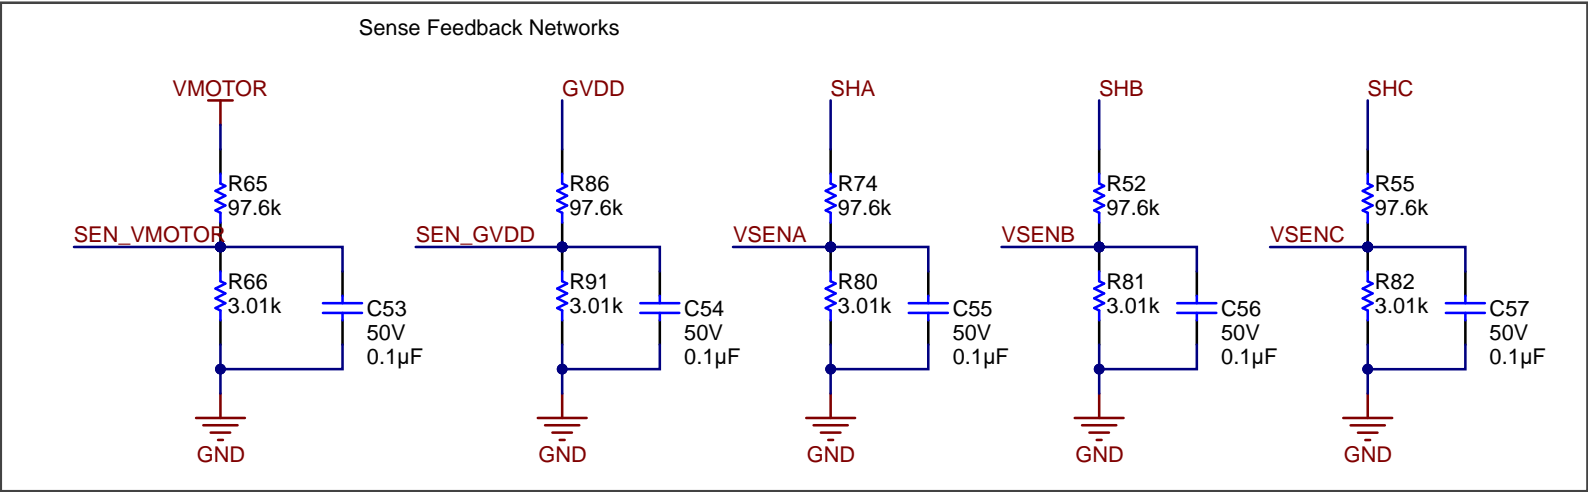 Sense Feedback Networks
VMOTOR
GVDD
SHA
SHB
SHC
R65
97.6k
R86
97.6k
R74
97.6k
R52
97.6k
R55
97.6k
SEN_VMOTOR
SEN_GVDD
VSENA
VSENB
VSENC
R66
3.01k
R91
3.01k
R80
3.01k
R81
3.01k
R82
3.01k
C53
50V
0.1µF
C54
50V
0.1µF
C55
50V
0.1µF
C56
50V
0.1µF
C57
50V
0.1µF
GND
GND
GND
GND
GND